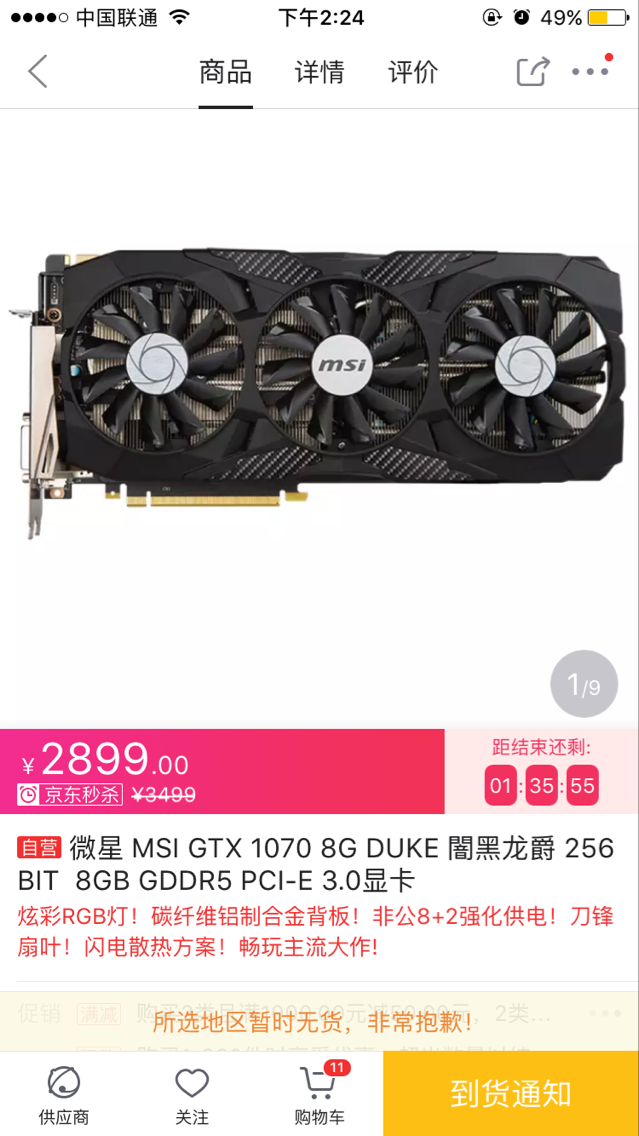 中国联通
下午2:24
49%
商品
详情
评价
msi
1/9
¥2899.00
京东秒杀 ¥3499
距结束还剩:
01:35:55
自营 微星 MSI GTX 1070 8G DUKE 闇黑龙爵 256
BIT 8GB GDDR5 PCI-E 3.0显卡
炫彩RGB灯！碳纤维铝制合金背板！非公8+2强化供电！刀锋
扇叶！闪电散热方案！畅玩主流大作!
促销 满减
所选地区暂时无货，非常抱歉！
11
供应商
关注
购物车
到货通知